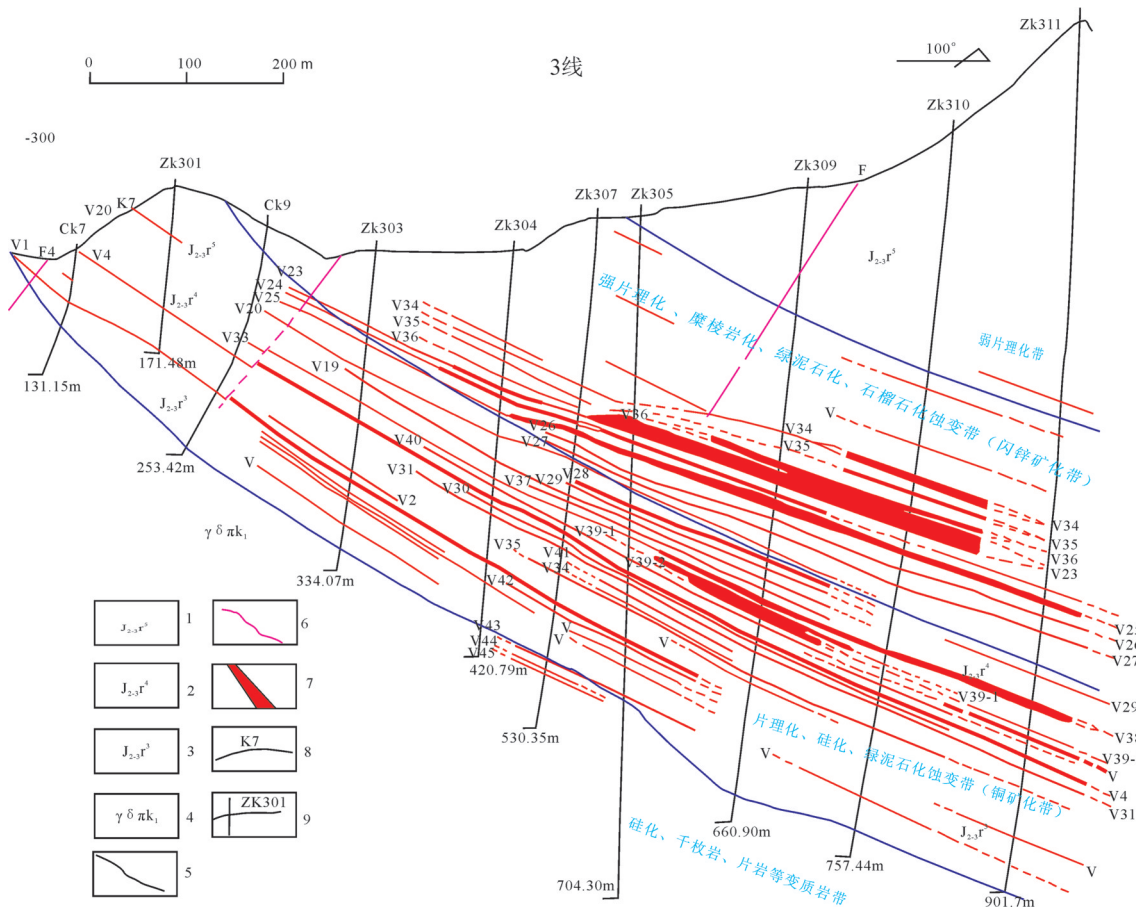 Zk311
0 100 200 m
3线
100°
Zk310
-300
Zk301
Zk309
F
K7
V20
Ck9
Zk307
Zk305
Ck7
Zk303
Zk304
V1
F4
V4
J₂₋₃r⁵
J₂₋₃r⁵
V23
V24
V25
V20
强片理化、糜棱岩化、绿泥石化、石榴石化蚀变带（闪锌矿化带）
J₂₋₃r⁴
V34
V35
V36
V33
弱片理化带
171.48m
131.15m
V19
J₂₋₃r³
V36
V
V26
V34
V27
V35
V40
253.42m
V31
V28
V
V30
V37
V29
V2
V34
γδπk₁
V39-1
V35
V35
V41
V36
V34
V39-2
V23
334.07m
V42
V25
V43
V
V26
V44
V
V
V27
V45
420.79m
J₂₋₃r⁴
V39-1
V29
530.35m
V38
片理化、硅化、绿泥石化蚀变带（铜矿化带）
V39-
V
V
V4
V31
660.90m
J₂₋₃r³
硅化、千枚岩、片岩等变质岩带
757.44m
V
704.30m
901.7m
J₂₋₃r⁵ 1
6
J₂₋₃r⁴ 2
7
J₂₋₃r³ 3
K7 8
γδπk₁ 4
ZK301 9
5